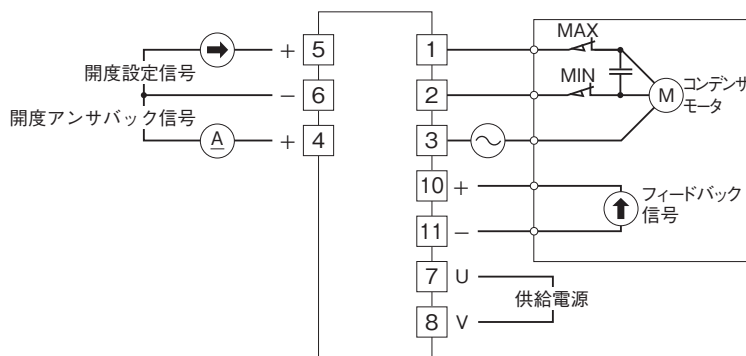 開度設定信号
開度アンサバック信号
+ 5
− 6
A + 4
1
2
3
10 +
11 −
7 U
8 V
供給電源
MAX
MIN
M
コンデンサ
モータ
フィードバック
信号